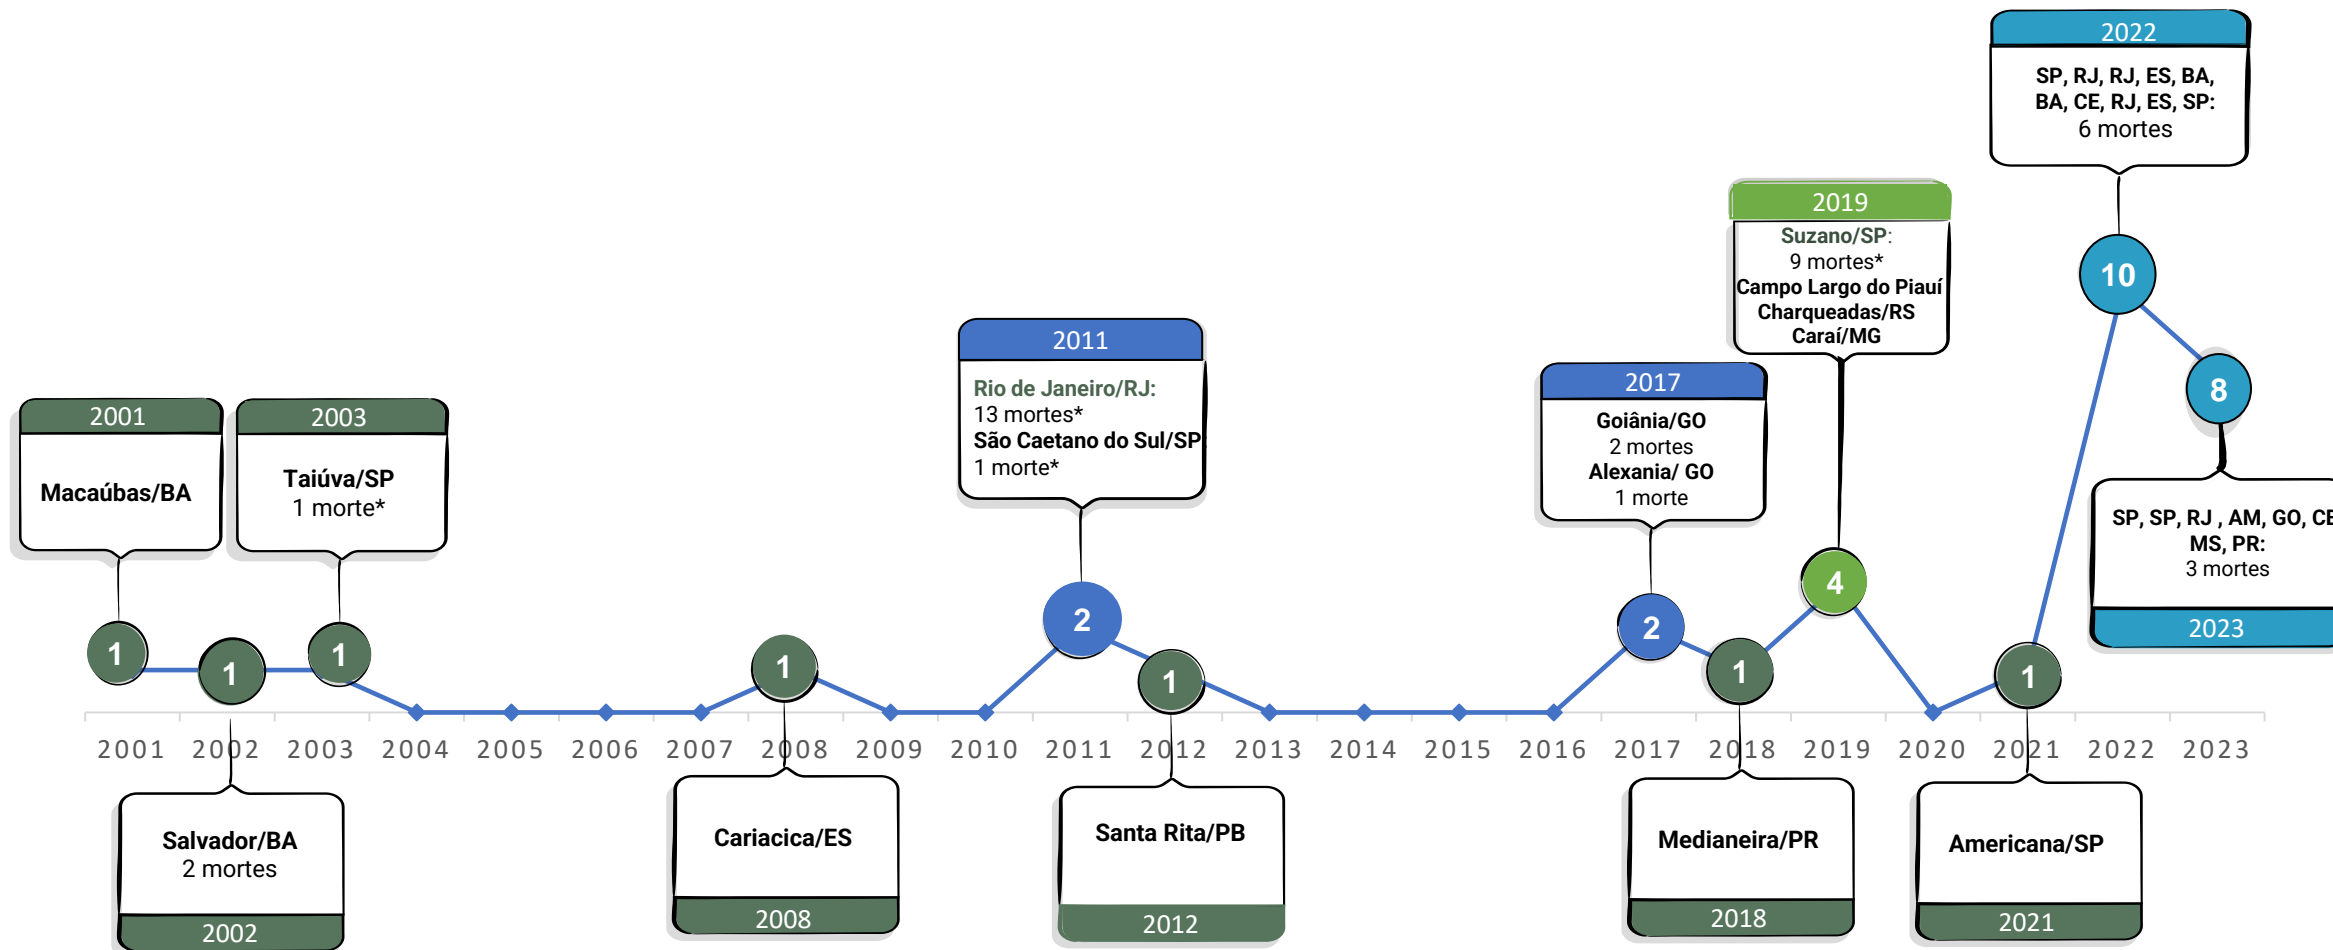 2022
SP, RJ, RJ, ES, BA,
BA, CE, RJ, ES, SP:
6 mortes
2019
Suzano/SP:
9 mortes*
Campo Largo do Piauí
Charqueadas/RS
Caraí/MG
2011
Rio de Janeiro/RJ:
13 mortes*
São Caetano do Sul/SP
1 morte*
2017
Goiânia/GO
2 mortes
Alexania/ GO
1 morte
2001
Macaúbas/BA
2003
Taiúva/SP
1 morte*
10
8
SP, SP, RJ , AM, GO, CE
MS, PR:
3 mortes
2023
1
1
1
1
2
1
2
1
4
1
2001 2002 2003 2004 2005 2006 2007 2008 2009 2010 2011 2012 2013 2014 2015 2016 2017 2018 2019 2020 2021 2022 2023
Salvador/BA
2 mortes
2002
Cariacica/ES
2008
Santa Rita/PB
2012
Medianeira/PR
2018
Americana/SP
2021